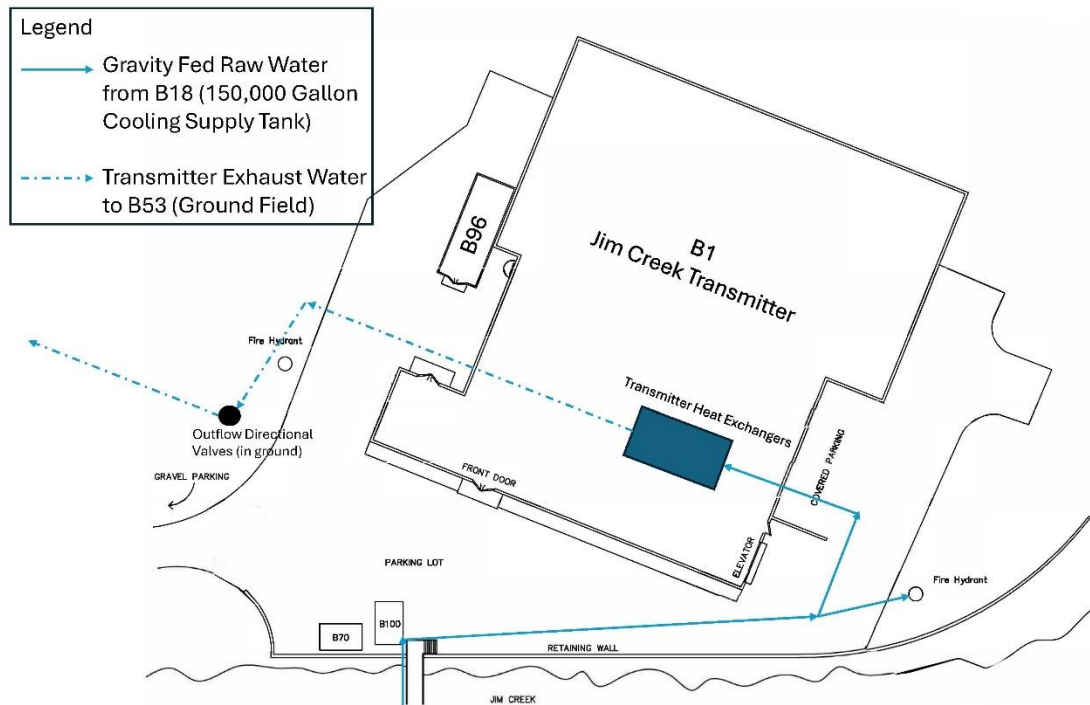 Legend
Gravity Fed Raw Water
from B18 (150,000 Gallon
Cooling Supply Tank)
Transmitter Exhaust Water
to B53 (Ground Field)
B96
B1
Jim Creek Transmitter
Fire Hydrant
Transmitter Heat Exchangers
Outflow Directional
Valves (in ground)
GRAVEL PARKING
FRONT DOOR
COVERED PARKING
ELEVATOR
PARKING LOT
Fire Hydrant
B100
B70
RETAINING WALL
JIM CREEK